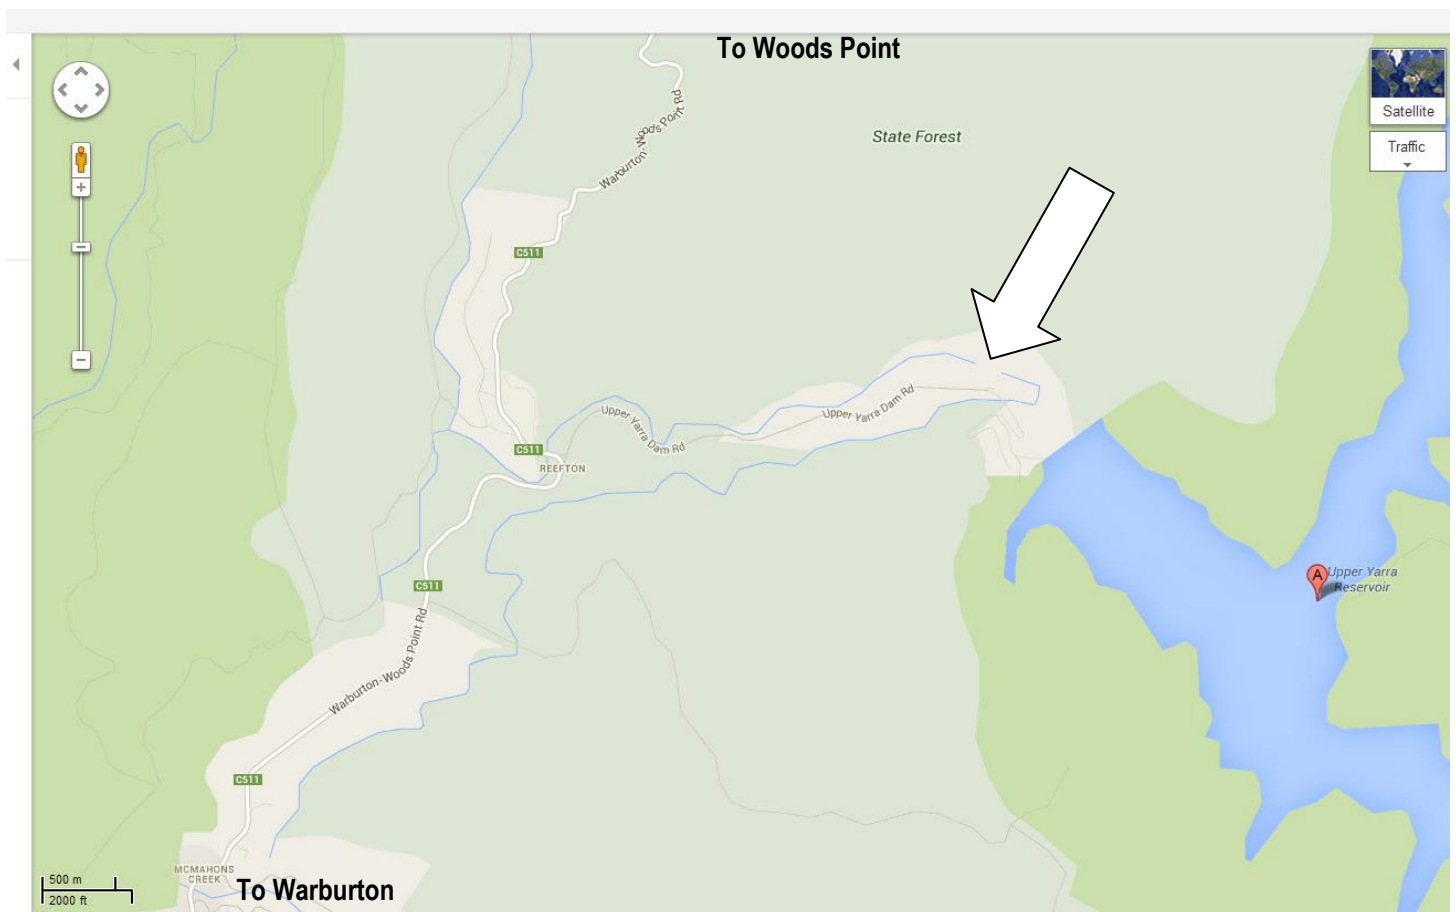 To Woods Point
Satellite
Traffic
State Forest
Warburton-Woods Point Rd
C511
Upper Yarra Dam Rd
Upper Yarra Dam Rd
C511
REEFTON
A
Upper Yarra
Reservoir
C511
Warburton-Woods Point Rd
C511
MCMAHONS
CREEK
To Warburton
500 m
2000 ft